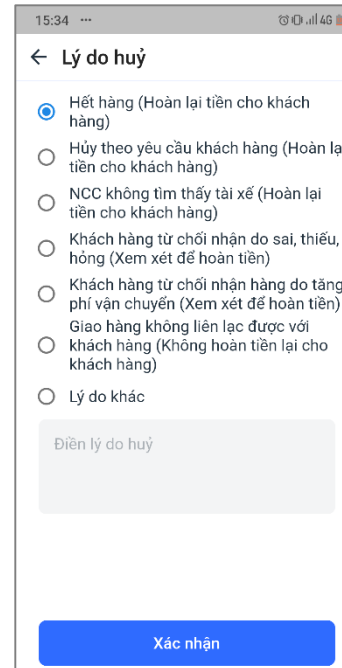 15:34 ...
4G
← Lý do huỷ
Hết hàng (Hoàn lại tiền cho khách
hàng)
Hủy theo yêu cầu khách hàng (Hoàn lạ
tiền cho khách hàng)
NCC không tìm thấy tài xế (Hoàn lại
tiền cho khách hàng)
Khách hàng từ chối nhận do sai, thiếu,
hỏng (Xem xét để hoàn tiền)
Khách hàng từ chối nhận hàng do tăng
phí vận chuyển (Xem xét để hoàn tiền)
Giao hàng không liên lạc được với
khách hàng (Không hoàn tiền lại cho
khách hàng)
Lý do khác
Điền lý do huỷ
Xác nhận